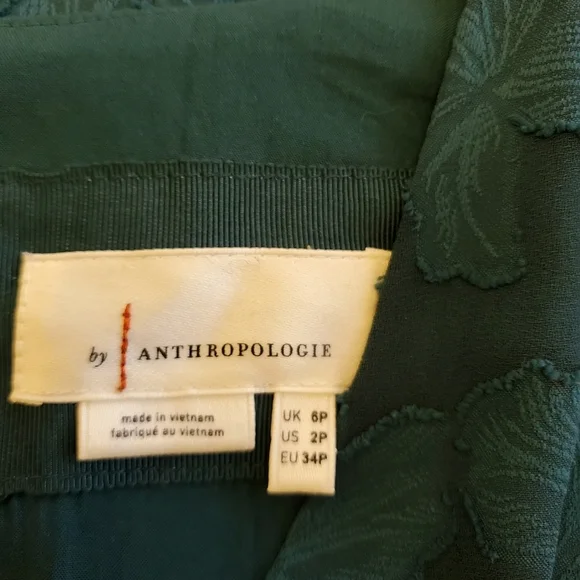 by ANTHROPOLOGIE
made in vietnam
fabriqué au vietnam
UK 6P
US 2P
EU 34P